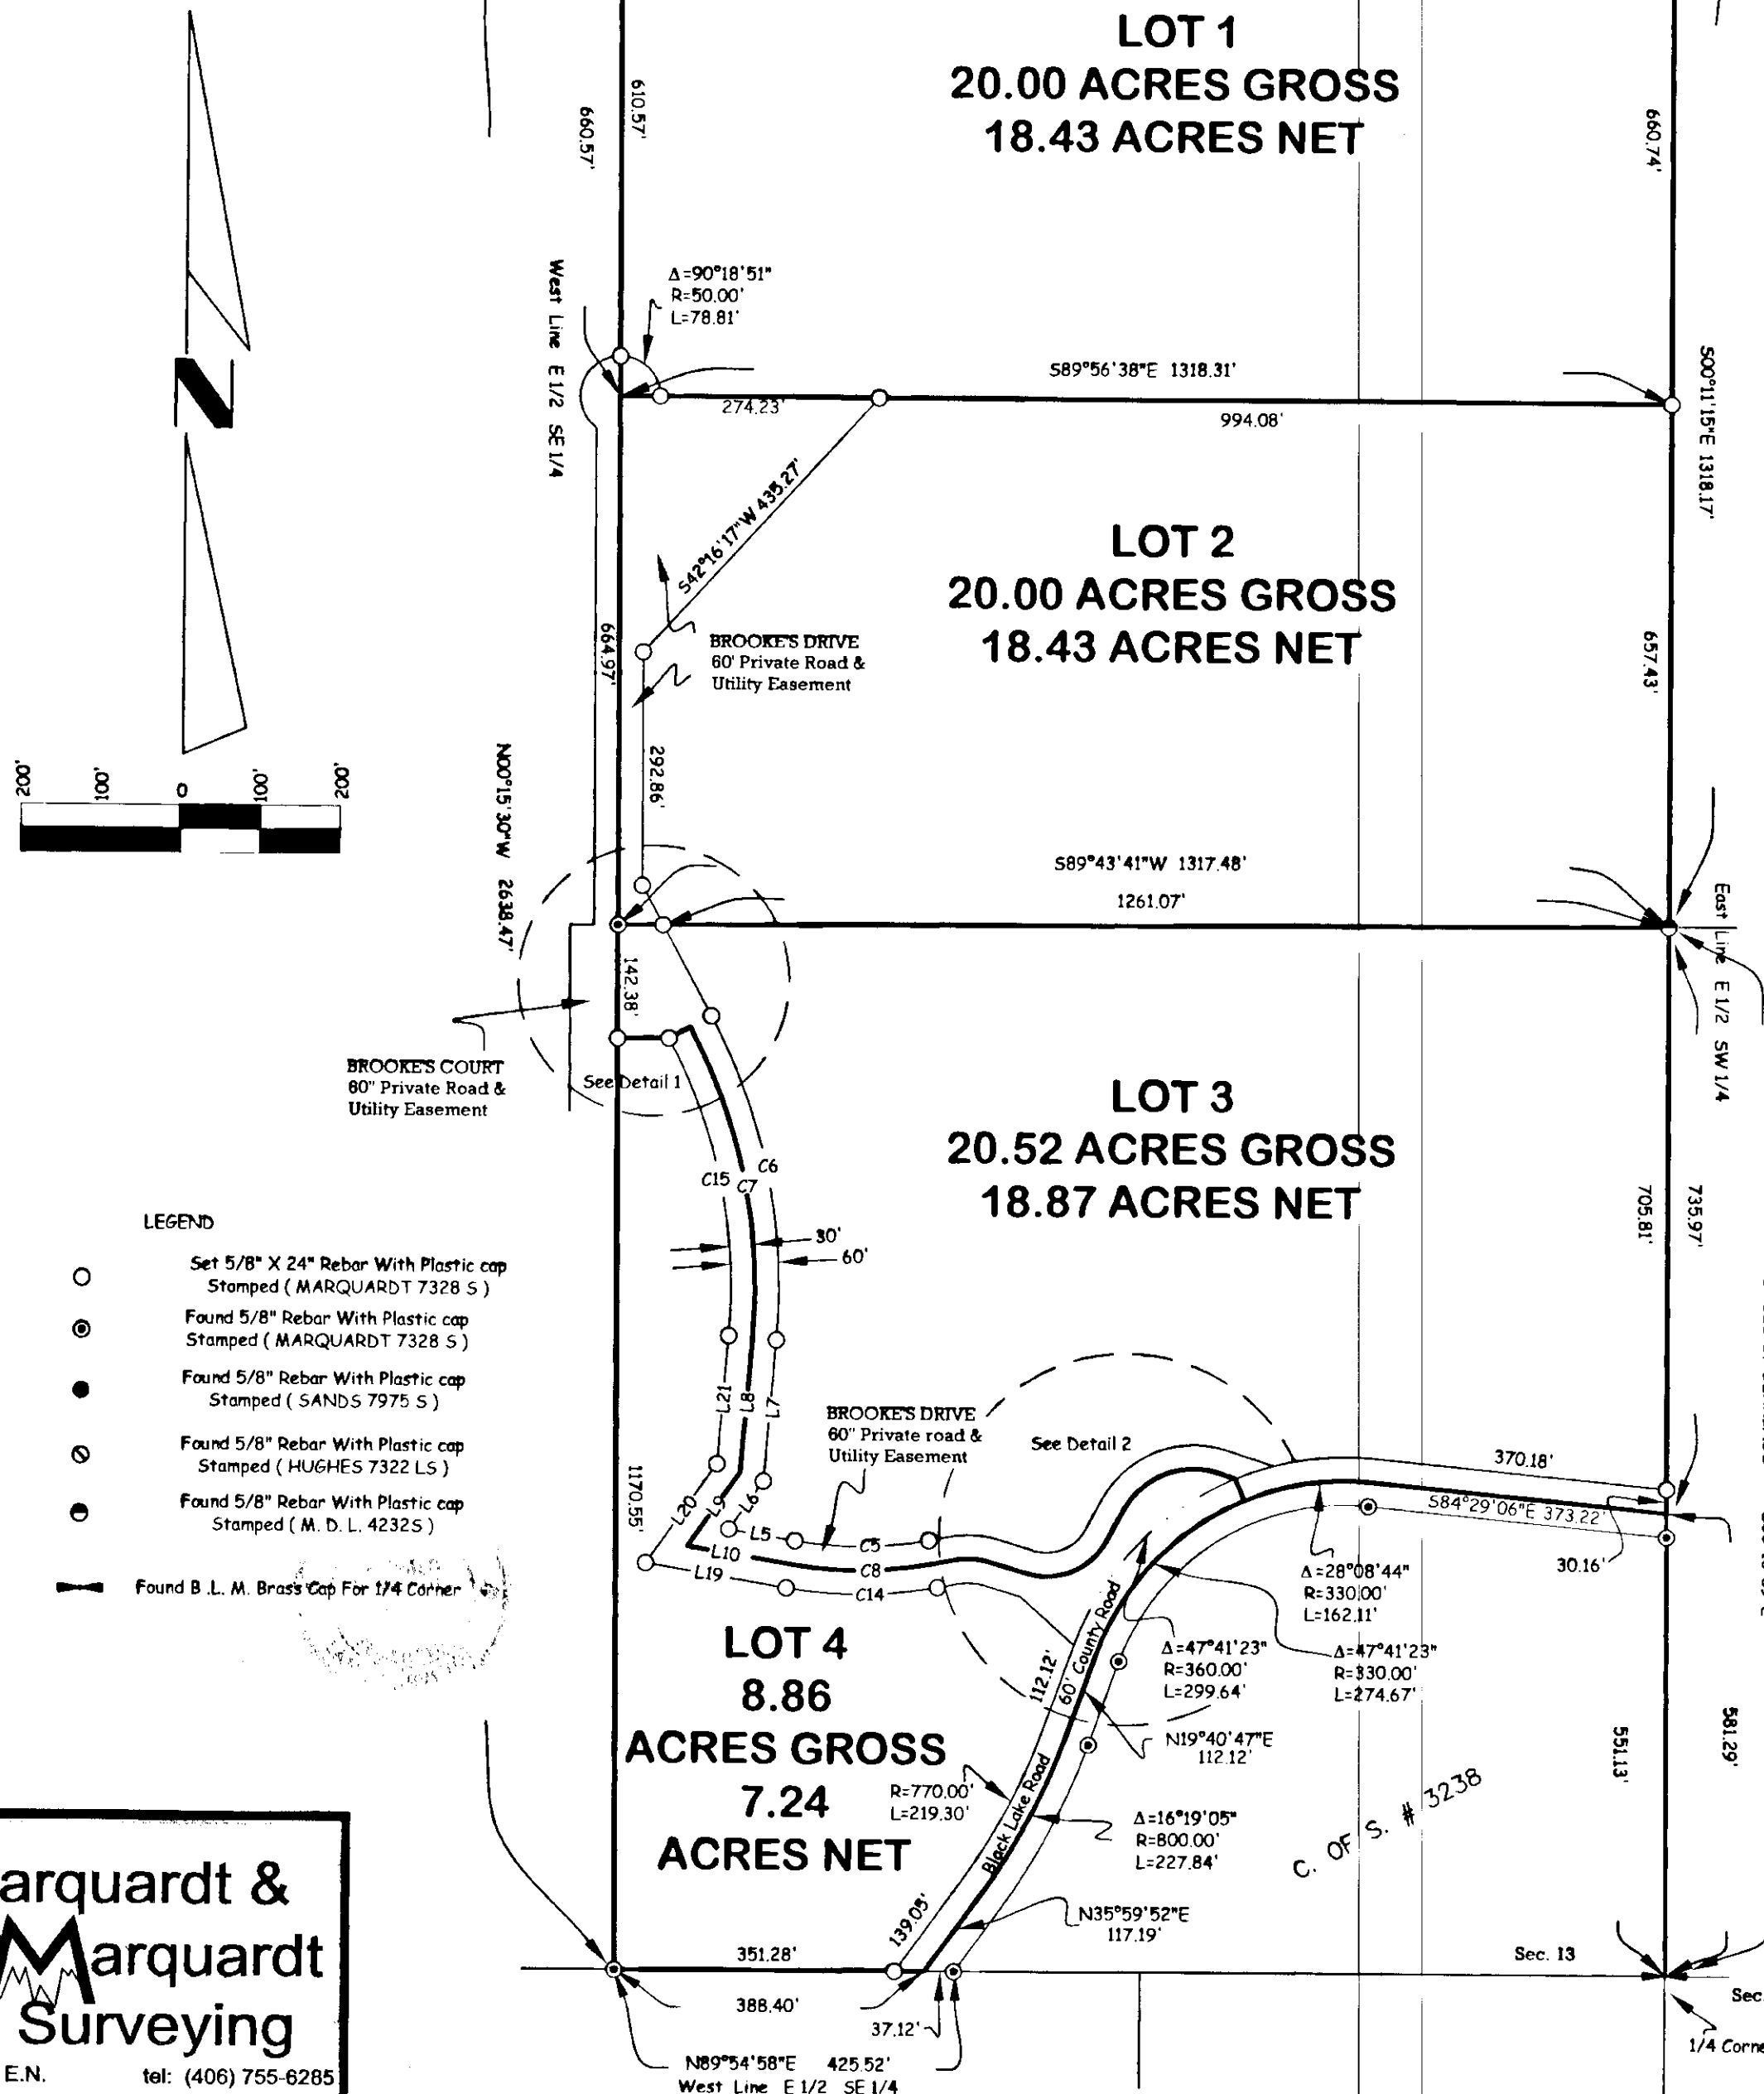 LOT 1
20.00 ACRES GROSS
18.43 ACRES NET
610.57'
660.57'
660.74'
West Line E 1/2 SE 1/4
Δ=90°18'51"
R=50.00'
L=78.81'
S89°56'38"E 1318.31'
274.23'
994.08'
S00°11'15"E 1318.17'
N
S42°16'17"W 435.27'
LOT 2
20.00 ACRES GROSS
18.43 ACRES NET
664.97'
BROOKE'S DRIVE
60' Private Road &
Utility Easement
657.43'
292.86'
200' 100' 0 100' 200'
N00°15'30"W 2638.47'
S89°43'41"W 1317.48'
1261.07'
East Line E 1/2 SW 1/4
142.38'
BROOKE'S COURT
60" Private Road &
Utility Easement
See Detail 1
LOT 3
20.52 ACRES GROSS
18.87 ACRES NET
C15 C7 C6
705.81'
735.97'
30'
60'
LEGEND
Set 5/8" X 24" Rebar With Plastic cap
Stamped ( MARQUARDT 7328 S )
Found 5/8" Rebar With Plastic cap
Stamped ( MARQUARDT 7328 S )
Found 5/8" Rebar With Plastic cap
Stamped ( SANDS 7975 S )
Found 5/8" Rebar With Plastic cap
Stamped ( HUGHES 7322 LS )
Found 5/8" Rebar With Plastic cap
Stamped ( M. D. L. 4232S )
Found B .L. M. Brass Cap For 1/4 Corner
L21 L8 L7
BROOKE'S DRIVE
60" Private road &
Utility Easement
See Detail 2
370.18'
S84°29'06"E 373.22'
30.16'
1170.55'
L20 L9 L6
L5 C5
L10 C8
L19 C14
Δ=28°08'44"
R=330.00'
L=162.11'
Δ=47°41'23"
R=360.00'
L=299.64'
Δ=47°41'23"
R=330.00'
L=274.67'
LOT 4
8.86
ACRES GROSS
7.24
ACRES NET
112.12'
60' County Road
N19°40'47"E
112.12'
Black Lake Road
R=770.00'
L=219.30'
Δ=16°19'05"
R=800.00'
L=227.84'
551.13'
581.29'
C. OF S. # 3238
139.05'
N35°59'52"E
117.19'
351.28'
388.40'
37.12'
Sec. 13
Sec
1/4 Corne
N89°54'58"E 425.52'
West Line E 1/2 SE 1/4
arquardt &
Marquardt
Surveying
E.N. tel: (406) 755-6285